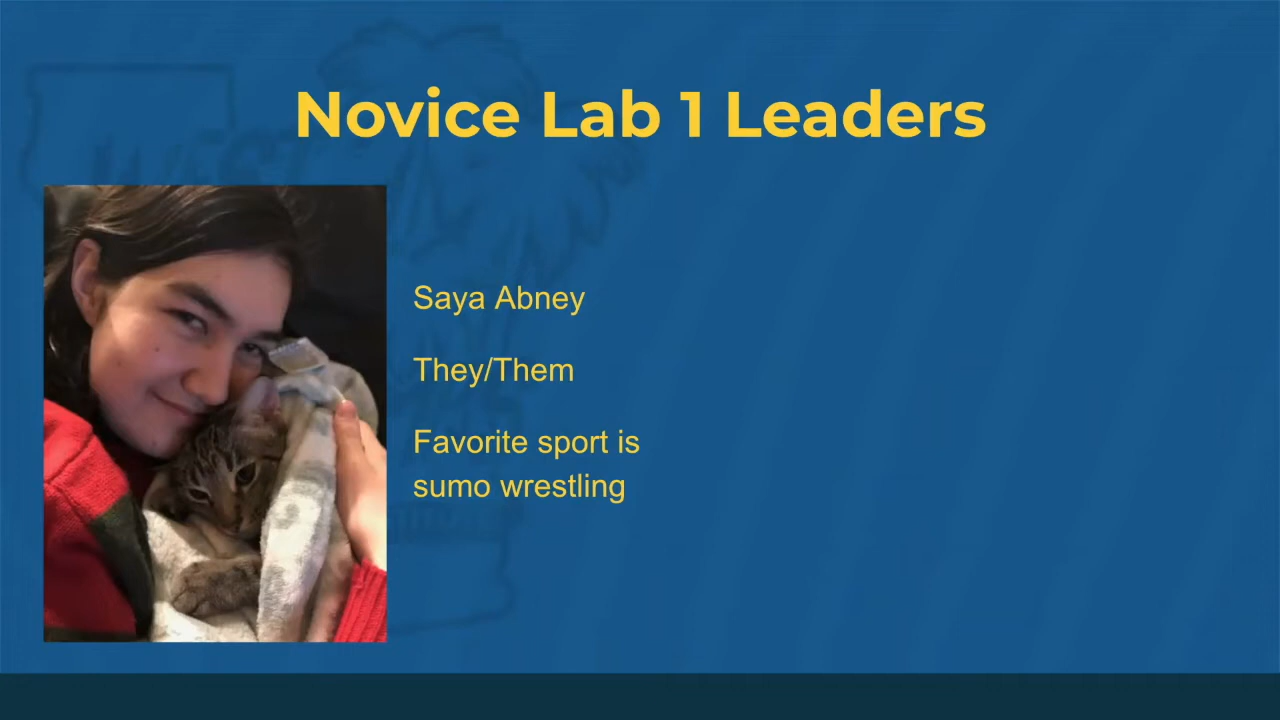 Novice Lab 1 Leaders
Saya Abney
They/Them
Favorite sport is
sumo wrestling